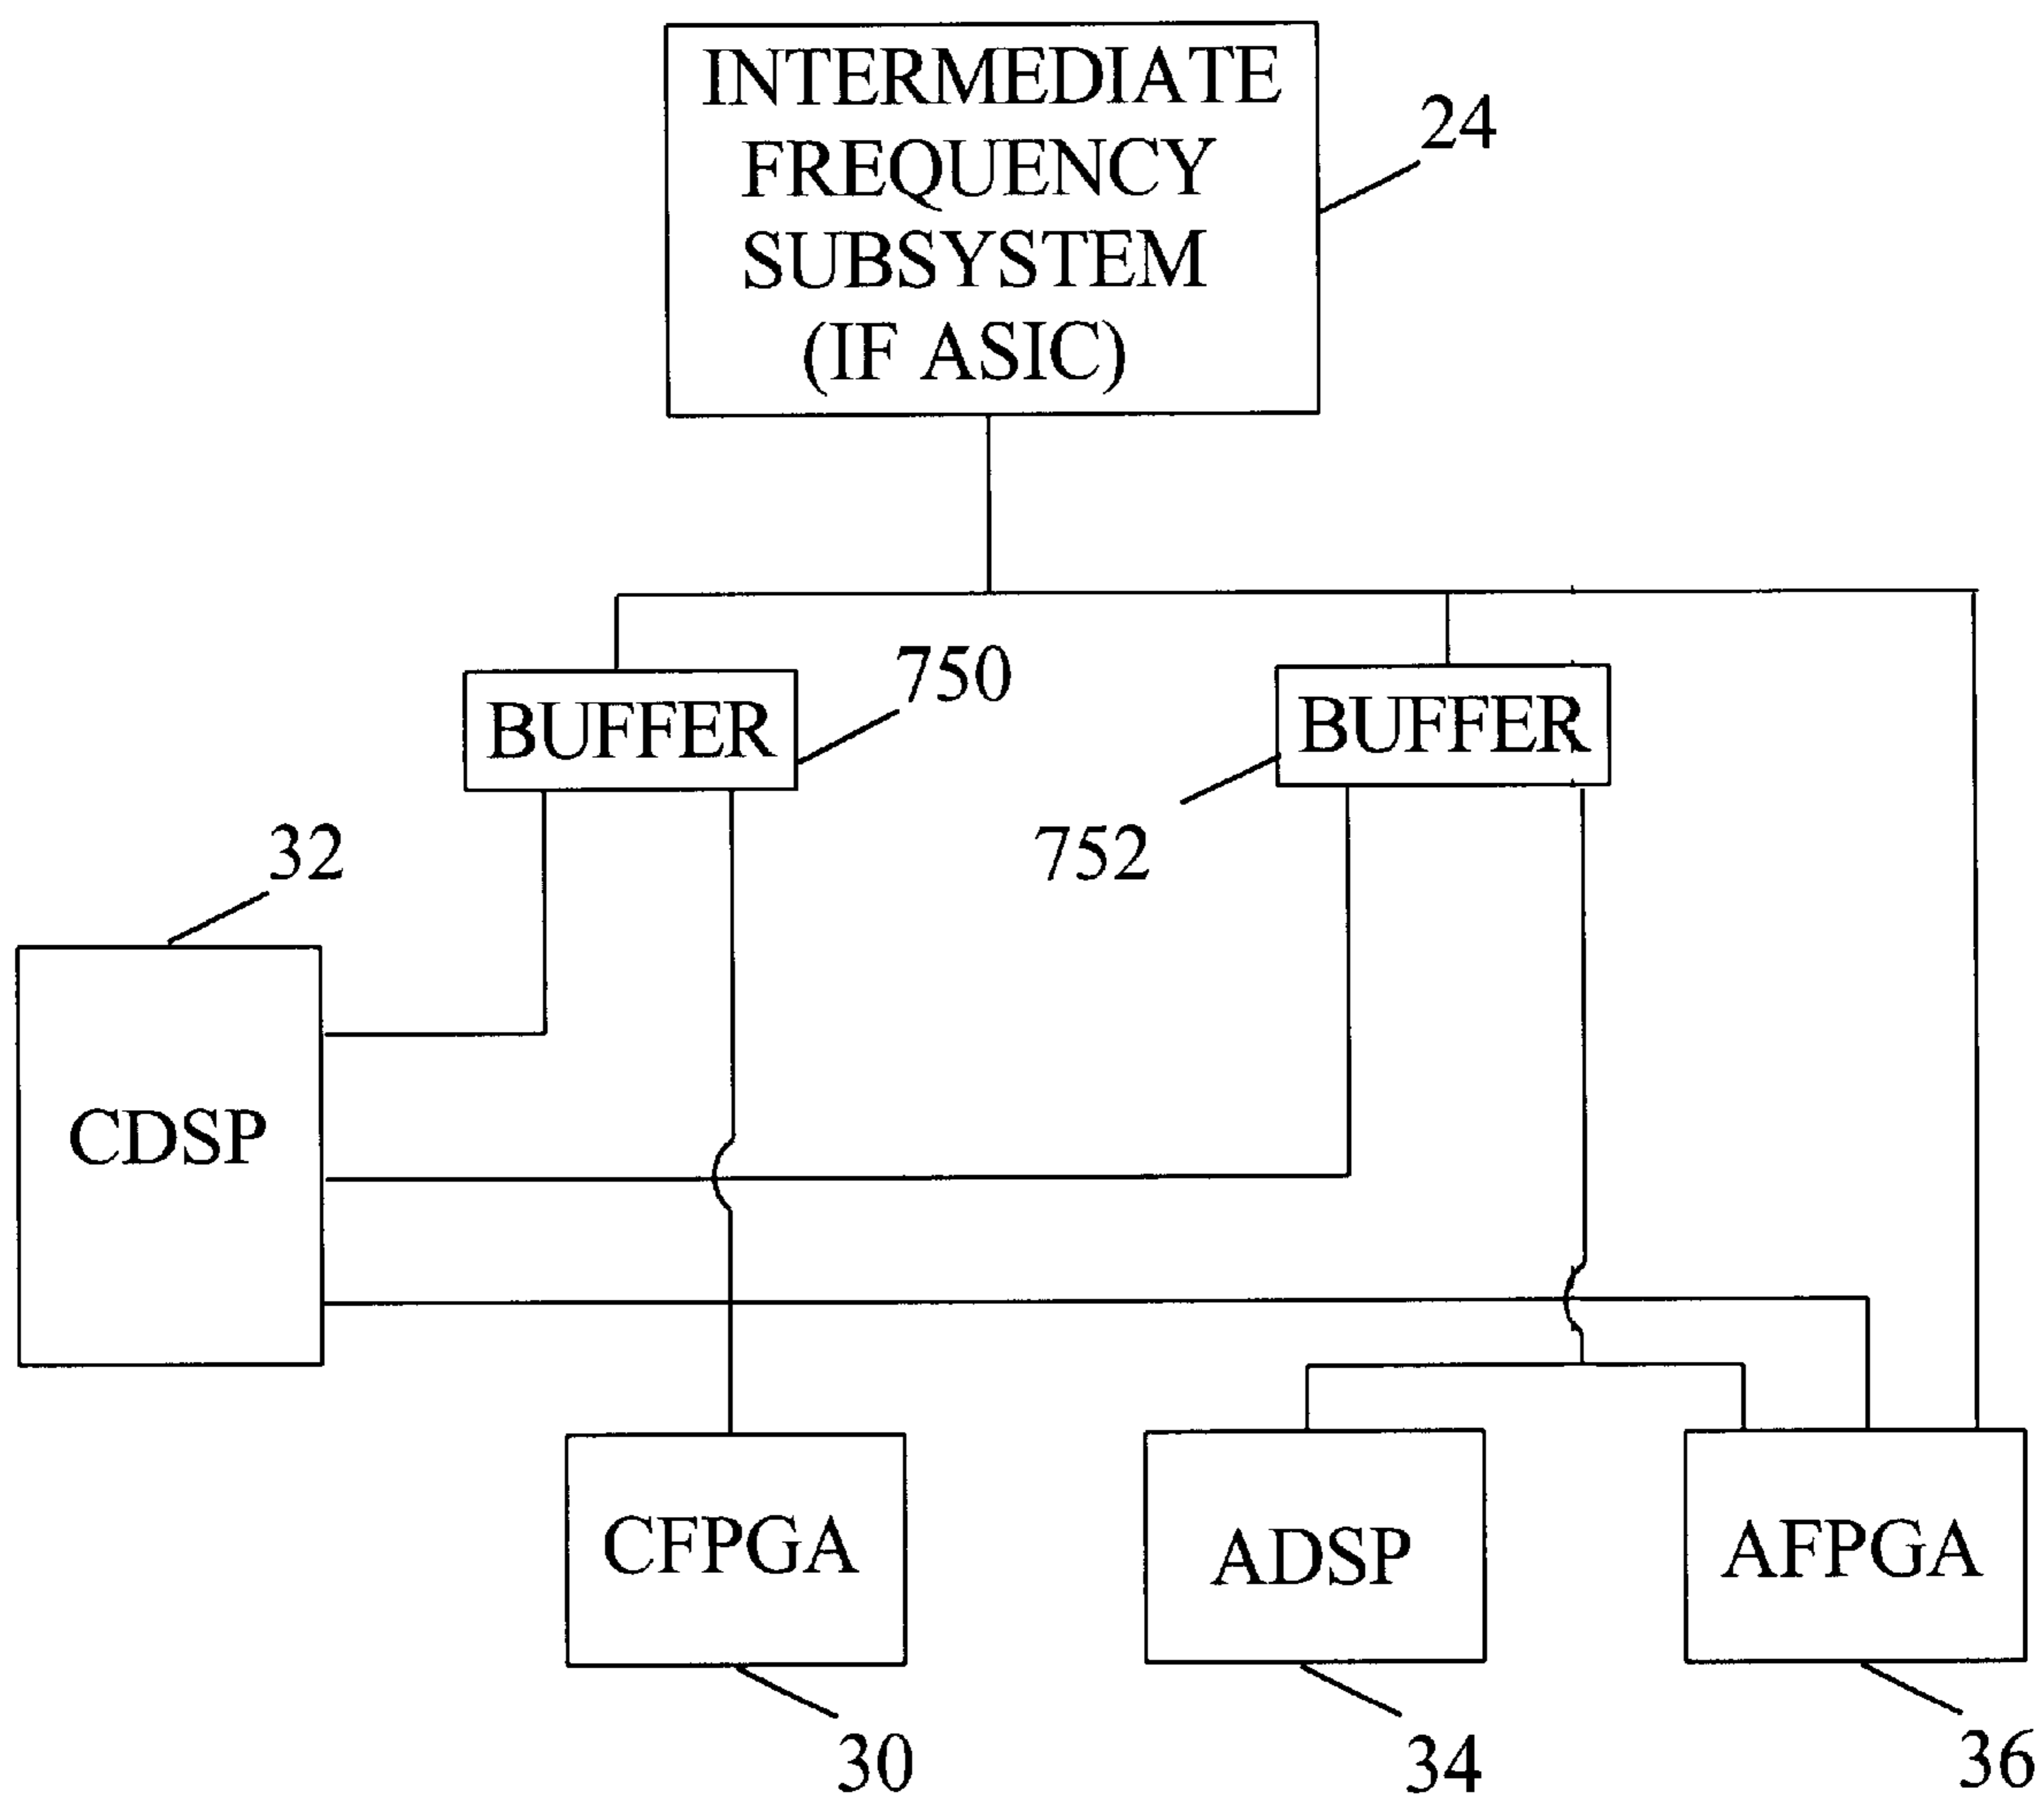 INTERMEDIATE
FREQUENCY
SUBSYSTEM
(IF ASIC)
24
BUFFER
750
BUFFER
752
32
CDSP
CFPGA
ADSP
AFPGA
30
34
36